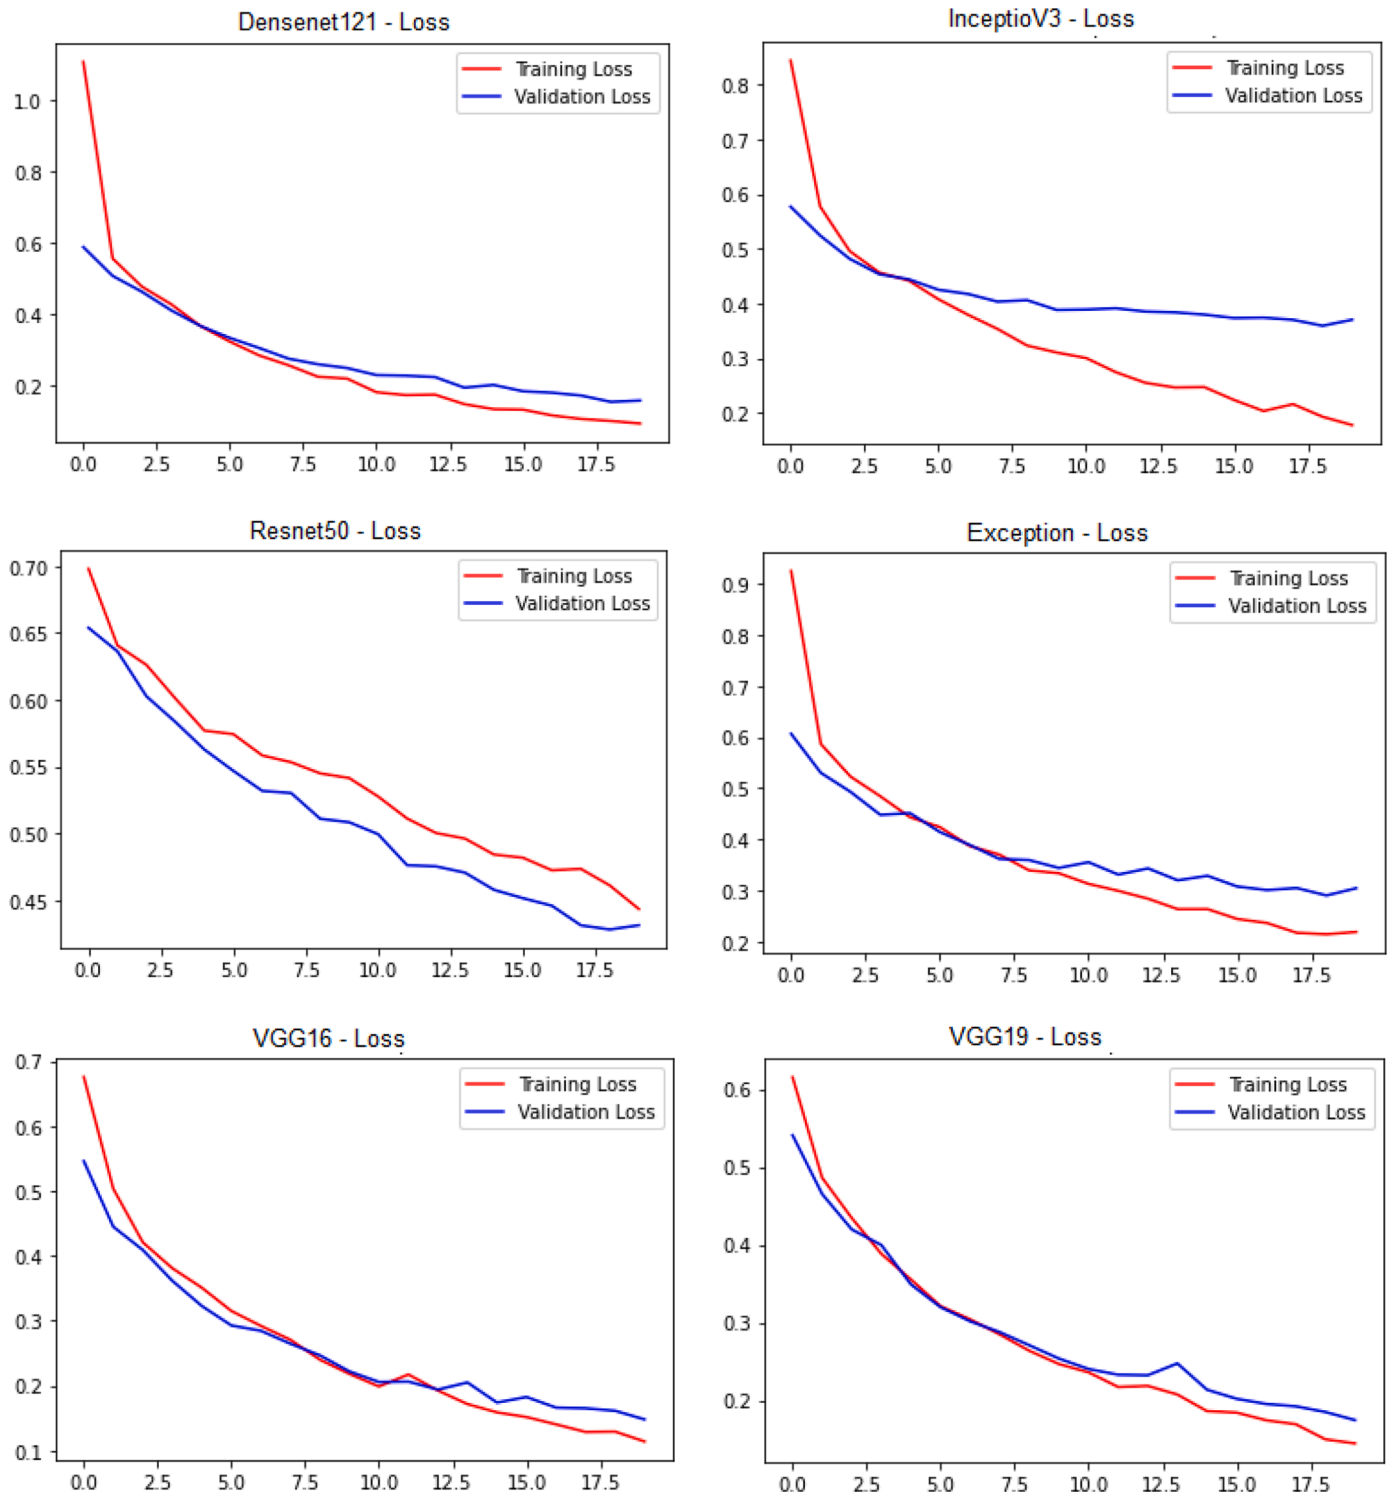 Densenet121 - Loss
Training Loss
Validation Loss
1.0
0.8
0.6
0.4
0.2
0.0 2.5 5.0 7.5 10.0 12.5 15.0 17.5
InceptioV3 - Loss
Training Loss
Validation Loss
0.8
0.7
0.6
0.5
0.4
0.3
0.2
0.0 2.5 5.0 7.5 10.0 12.5 15.0 17.5
Resnet50 - Loss
Training Loss
Validation Loss
0.70
0.65
0.60
0.55
0.50
0.45
0.0 2.5 5.0 7.5 10.0 12.5 15.0 17.5
Exception - Loss
Training Loss
Validation Loss
0.9
0.8
0.7
0.6
0.5
0.4
0.3
0.2
0.0 2.5 5.0 7.5 10.0 12.5 15.0 17.5
VGG16 - Loss
Training Loss
Validation Loss
0.7
0.6
0.5
0.4
0.3
0.2
0.1
0.0 2.5 5.0 7.5 10.0 12.5 15.0 17.5
VGG19 - Loss
Training Loss
Validation Loss
0.6
0.5
0.4
0.3
0.2
0.0 2.5 5.0 7.5 10.0 12.5 15.0 17.5